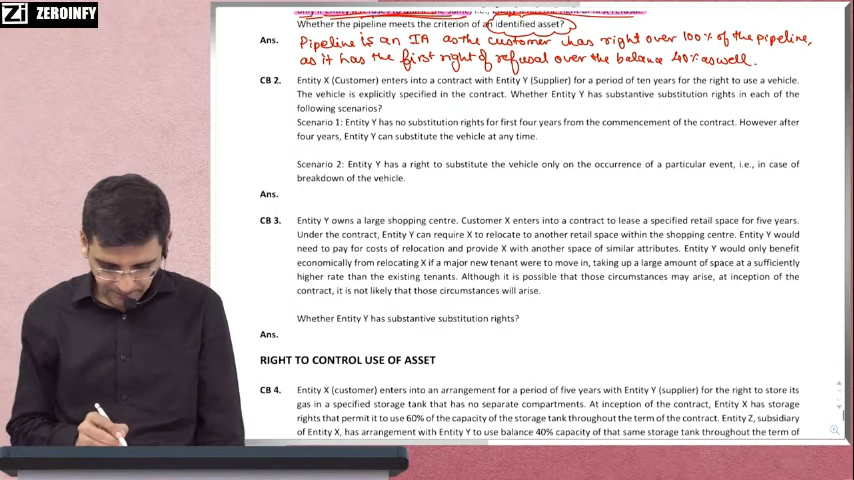 Zi ZEROINFY
only if Entity X refuses to utilise the same, i.e., Entity X has the right of first refusal.
Whether the pipeline meets the criterion of an identified asset?
Ans. Pipeline is an IA as the customer has right over 100% of the pipeline,
as it has the first right of refusal over the balance 40% as well.
CB 2. Entity X (Customer) enters into a contract with Entity Y (Supplier) for a period of ten years for the right to use a vehicle.
The vehicle is explicitly specified in the contract. Whether Entity Y has substantive substitution rights in each of the
following scenarios?
Scenario 1: Entity Y has no substitution rights for first four years from the commencement of the contract. However after
four years, Entity Y can substitute the vehicle at any time.
Scenario 2: Entity Y has a right to substitute the vehicle only on the occurrence of a particular event, i.e., in case of
breakdown of the vehicle.
Ans.
CB 3. Entity Y owns a large shopping centre. Customer X enters into a contract to lease a specified retail space for five years.
Under the contract, Entity Y can require X to relocate to another retail space within the shopping centre. Entity Y would
need to pay for costs of relocation and provide X with another space of similar attributes. Entity Y would only benefit
economically from relocating X if a major new tenant were to move in, taking up a large amount of space at a sufficiently
higher rate than the existing tenants. Although it is possible that those circumstances may arise, at inception of the
contract, it is not likely that those circumstances will arise.
Whether Entity Y has substantive substitution rights?
Ans.
RIGHT TO CONTROL USE OF ASSET
CB 4. Entity X (customer) enters into an arrangement for a period of five years with Entity Y (supplier) for the right to store its
gas in a specified storage tank that has no separate compartments. At inception of the contract, Entity X has storage
rights that permit it to use 60% of the capacity of the storage tank throughout the term of the contract. Entity Z, subsidiary
of Entity X, has arrangement with Entity Y to use balance 40% capacity of that same storage tank throughout the term of